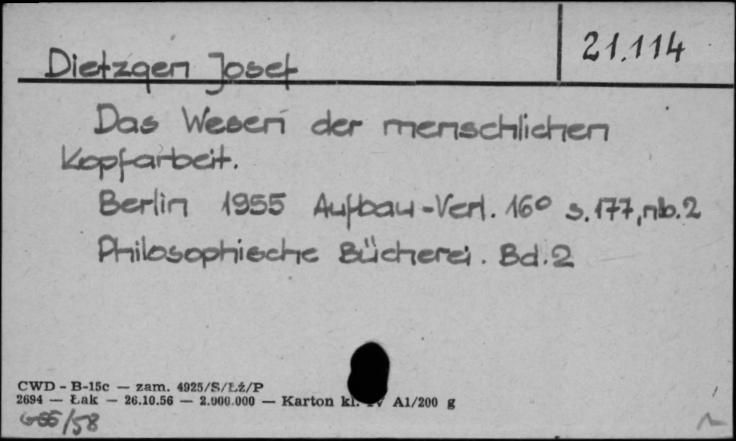 Dietzgen Josef
21.114
Das Wesen der menschlichen
Kopfarbeit.
Berlin 1955 Aufbau-Verl. 16° s.177, nb.2
Philosophische Bücherei. Bd.2
CWD - B-15c — zam. 4925/S/Łż/P
2694 — Łak — 26.10.56 — 2.000.000 — Karton kl. IV A1/200 g
/58